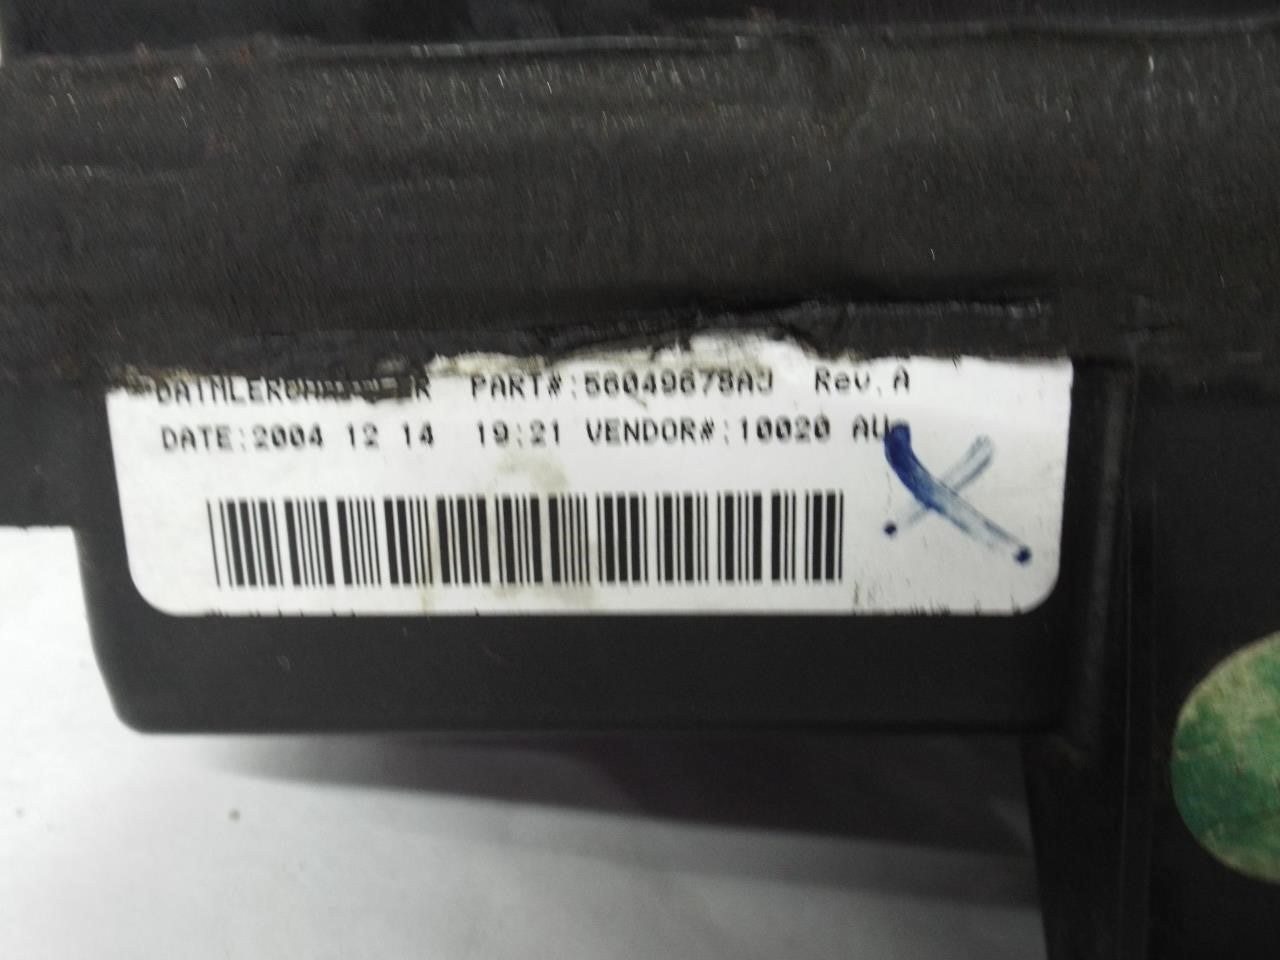 PART#:56049678AJ Rev.A
DATE:2004 12 14 19:21 VENDOR#:10020 AU